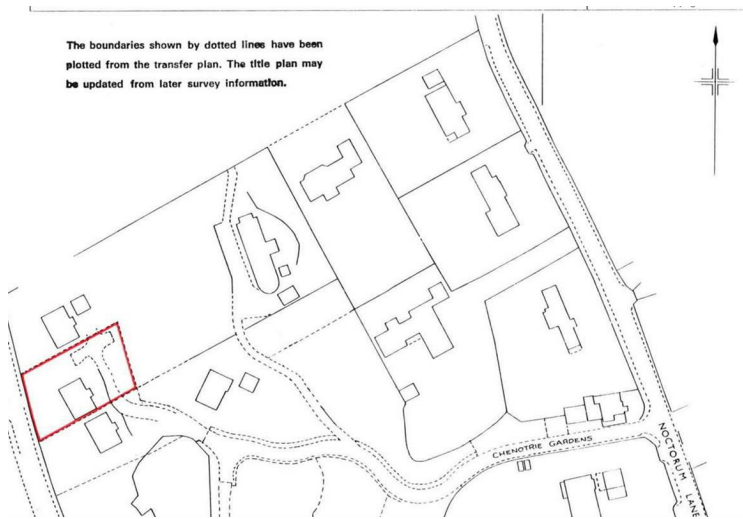 The boundaries shown by dotted lines have been
plotted from the transfer plan. The title plan may
be updated from later survey information.
CHENOTRIE GARDENS
NOCTORUM LANE